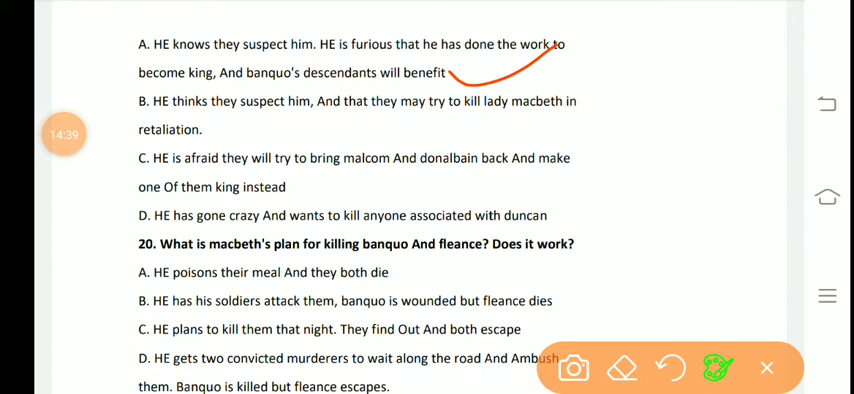 A. HE knows they suspect him. HE is furious that he has done the work to
become king, And banquo's descendants will benefit
B. HE thinks they suspect him, And that they may try to kill lady macbeth in
retaliation.
14:39
C. HE is afraid they will try to bring malcom And donalbain back And make
one Of them king instead
D. HE has gone crazy And wants to kill anyone associated with duncan
20. What is macbeth's plan for killing banquo And fleance? Does it work?
A. HE poisons their meal And they both die
B. HE has his soldiers attack them, banquo is wounded but fleance dies
C. HE plans to kill them that night. They find Out And both escape
D. HE gets two convicted murderers to wait along the road And Ambush
them. Banquo is killed but fleance escapes.